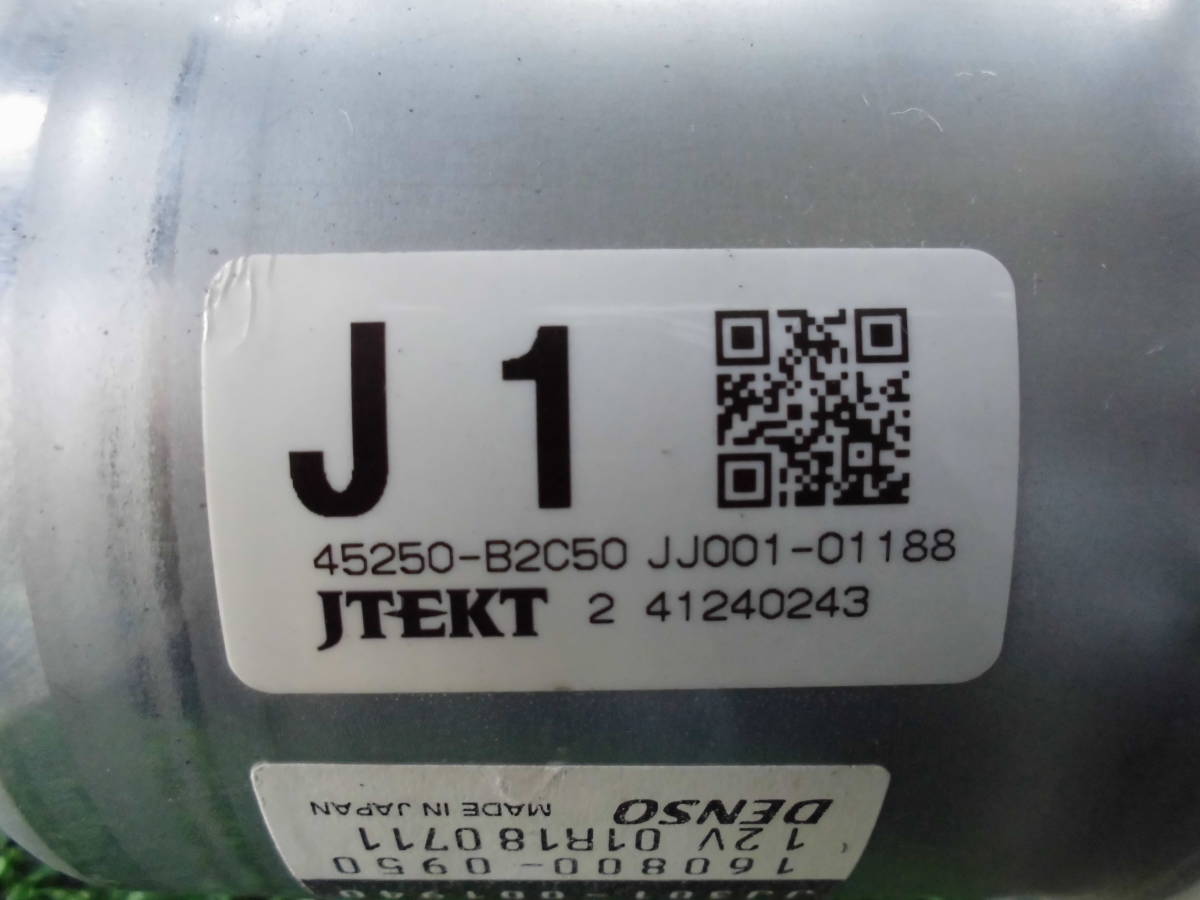 J 1
45250-B2C50 JJ001-01188
JTEKT 2 41240243
160800-0950
12V 01R180711
DENSO MADE IN JAPAN